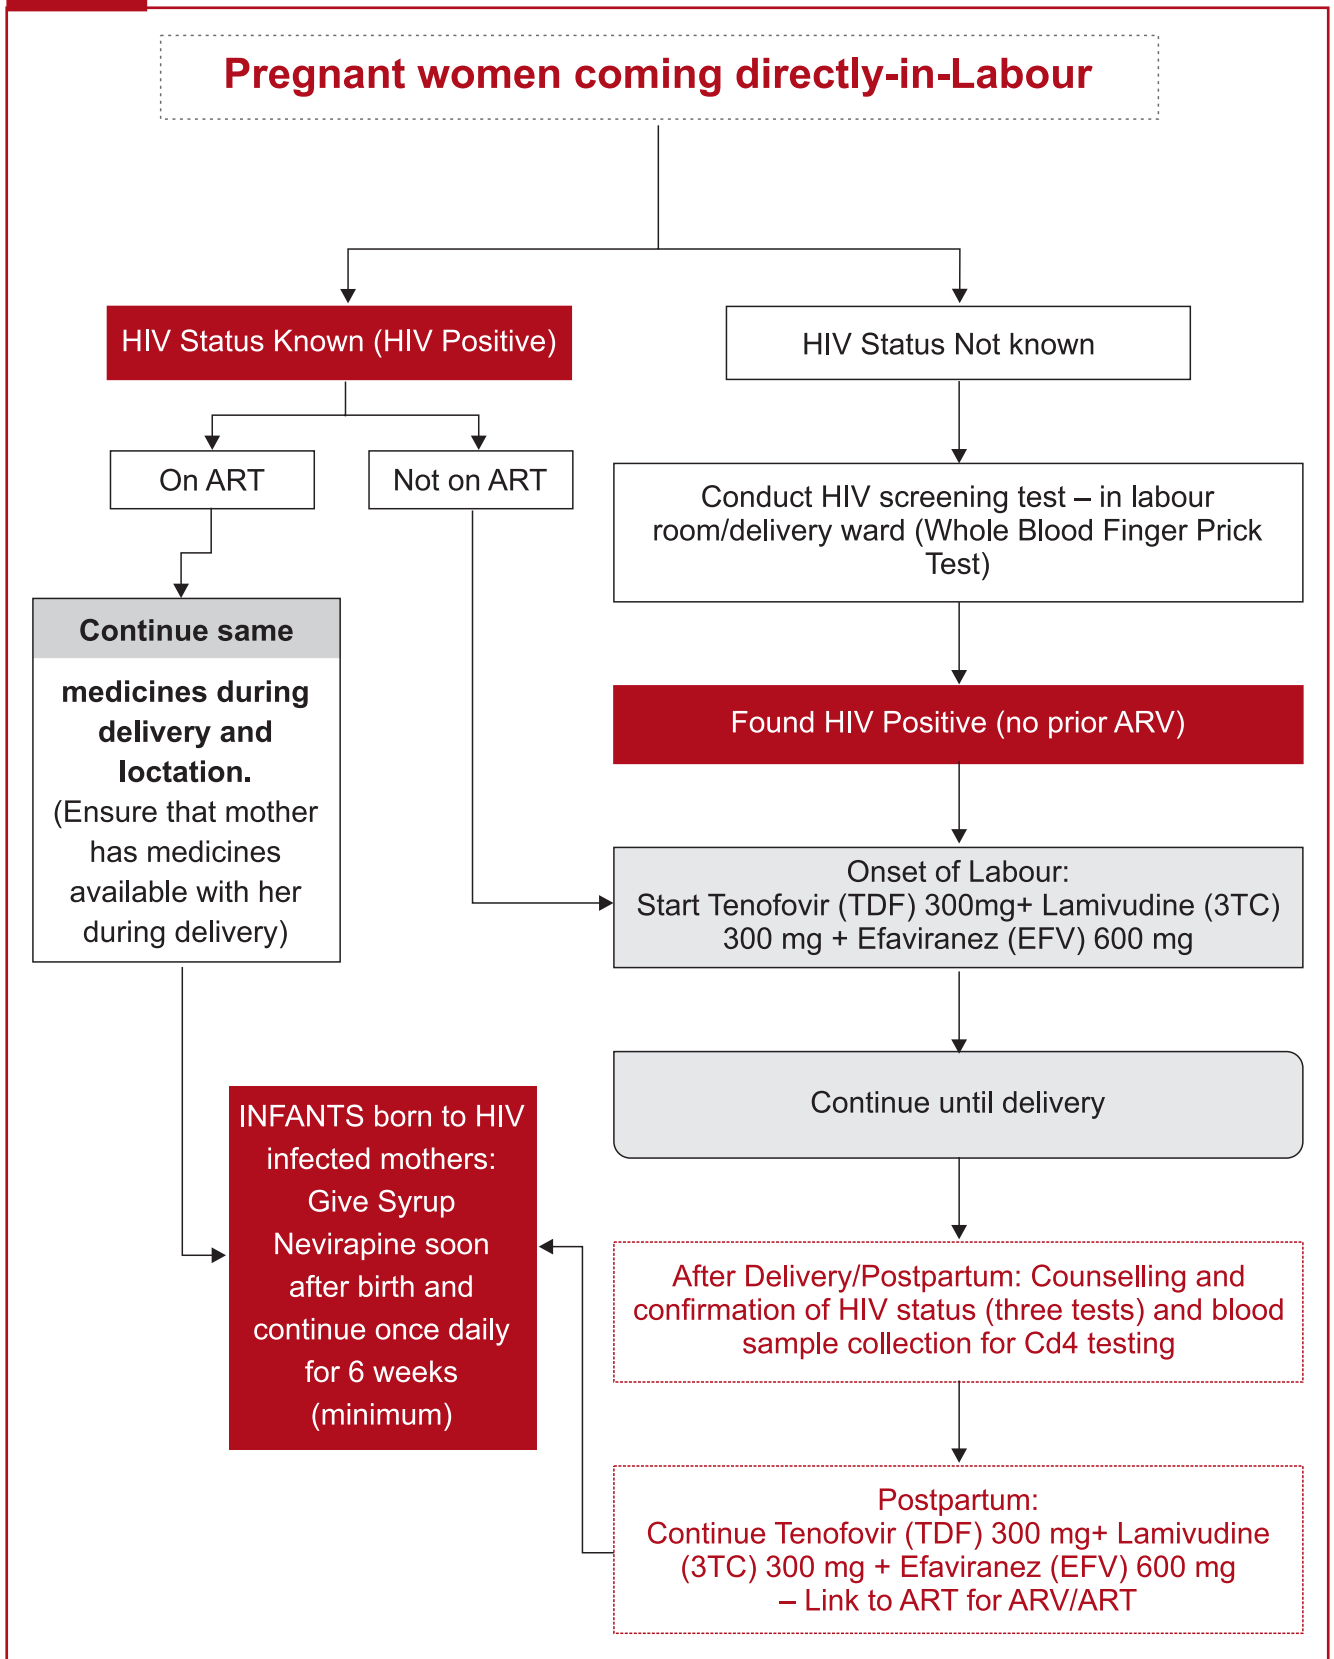 Pregnant women coming directly-in-Labour
HIV Status Known (HIV Positive)
HIV Status Not known
On ART
Not on ART
Conduct HIV screening test – in labour
room/delivery ward (Whole Blood Finger Prick
Test)
Continue same
medicines during
delivery and
loctation.
(Ensure that mother
has medicines
available with her
during delivery)
Found HIV Positive (no prior ARV)
Onset of Labour:
Start Tenofovir (TDF) 300mg+ Lamivudine (3TC)
300 mg + Efaviranez (EFV) 600 mg
Continue until delivery
INFANTS born to HIV
infected mothers:
Give Syrup
Nevirapine soon
after birth and
continue once daily
for 6 weeks
(minimum)
After Delivery/Postpartum: Counselling and
confirmation of HIV status (three tests) and blood
sample collection for Cd4 testing
Postpartum:
Continue Tenofovir (TDF) 300 mg+ Lamivudine
(3TC) 300 mg + Efaviranez (EFV) 600 mg
– Link to ART for ARV/ART